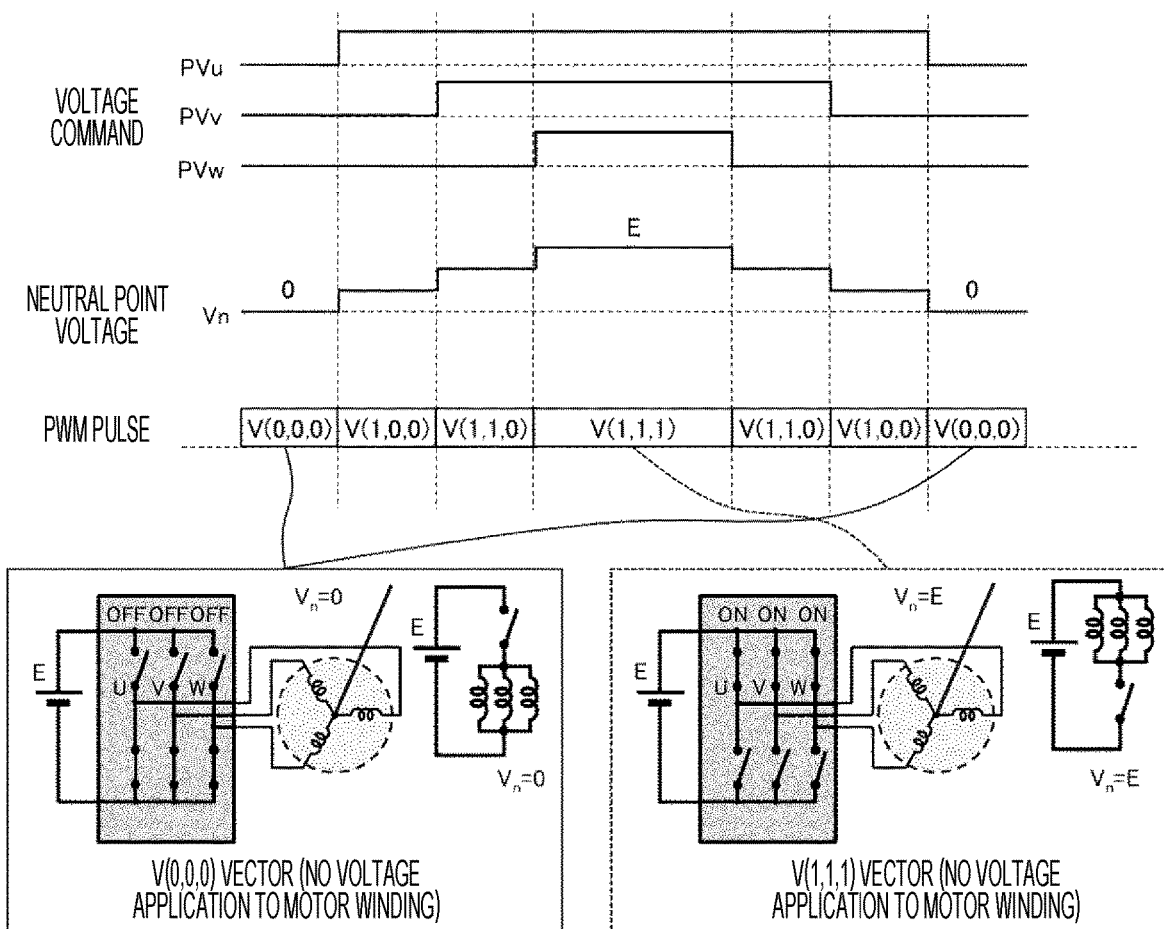 VOLTAGE
COMMAND
PVu
PVv
PVw
NEUTRAL POINT
VOLTAGE
Vn
0
E
0
PWM PULSE
V(0,0,0)
V(1,0,0)
V(1,1,0)
V(1,1,1)
V(1,1,0)
V(1,0,0)
V(0,0,0)
OFF OFF OFF
E
U
V
W
Vn=0
E
Vn=0
V(0,0,0) VECTOR (NO VOLTAGE
APPLICATION TO MOTOR WINDING)
ON ON ON
E
U
V
W
Vn=E
E
Vn=E
V(1,1,1) VECTOR (NO VOLTAGE
APPLICATION TO MOTOR WINDING)